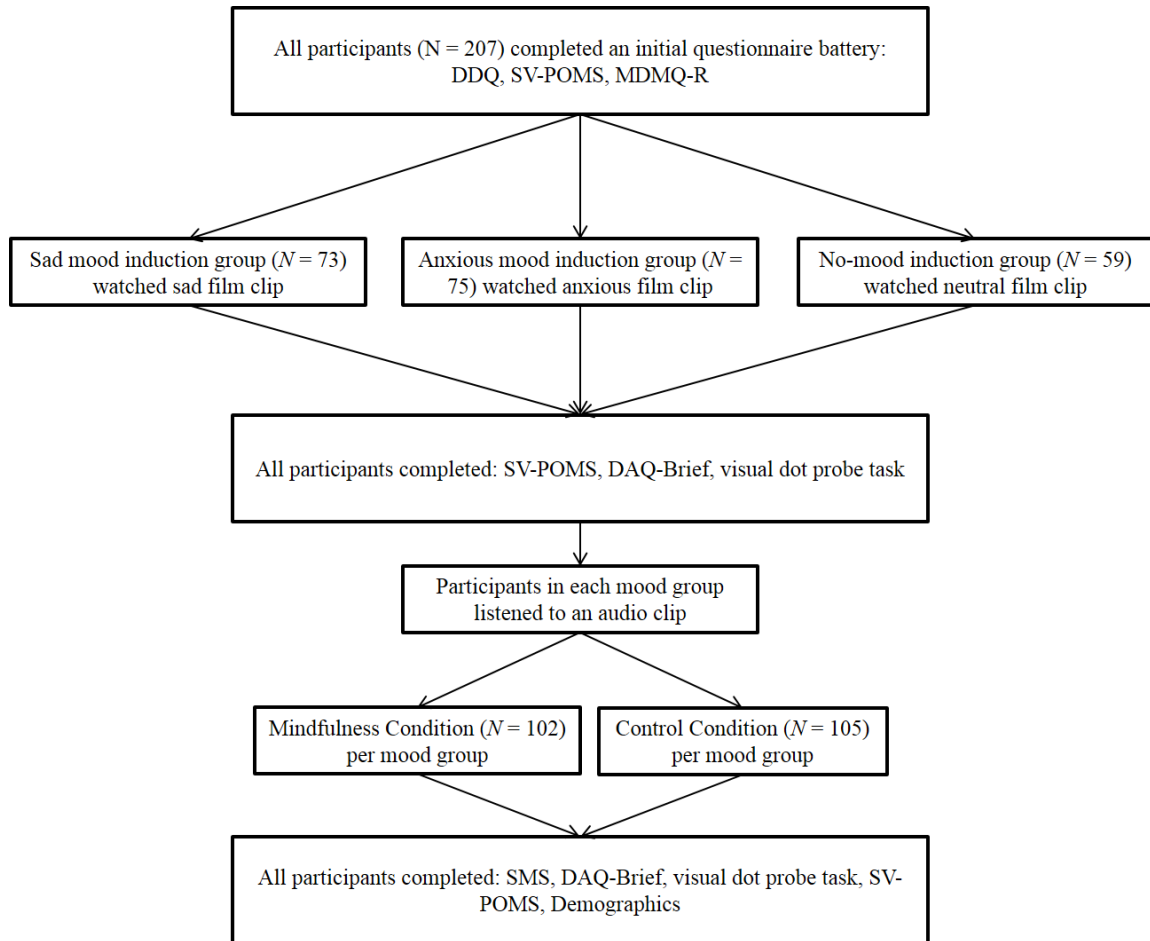 All participants (N = 207) completed an initial questionnaire battery:
DDQ, SV-POMS, MDMQ-R
Sad mood induction group (N = 73)
watched sad film clip
Anxious mood induction group (N =
75) watched anxious film clip
No-mood induction group (N = 59)
watched neutral film clip
All participants completed: SV-POMS, DAQ-Brief, visual dot probe task
Participants in each mood group
listened to an audio clip
Mindfulness Condition (N = 102)
per mood group
Control Condition (N = 105)
per mood group
All participants completed: SMS, DAQ-Brief, visual dot probe task, SV-
POMS, Demographics